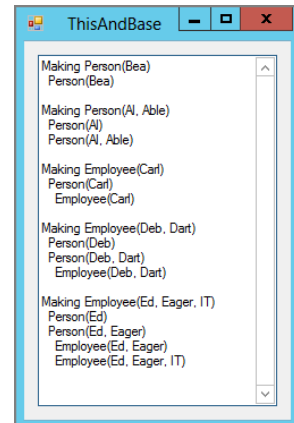 ThisAndBase
Making Person(Bea)
Person(Bea)
Making Person(Al, Able)
Person(Al)
Person(Al, Able)
Making Employee(Carl)
Person(Carl)
Employee(Carl)
Making Employee(Deb, Dart)
Person(Deb)
Person(Deb, Dart)
Employee(Deb, Dart)
Making Employee(Ed, Eager, IT)
Person(Ed)
Person(Ed, Eager)
Employee(Ed, Eager)
Employee(Ed, Eager, IT)